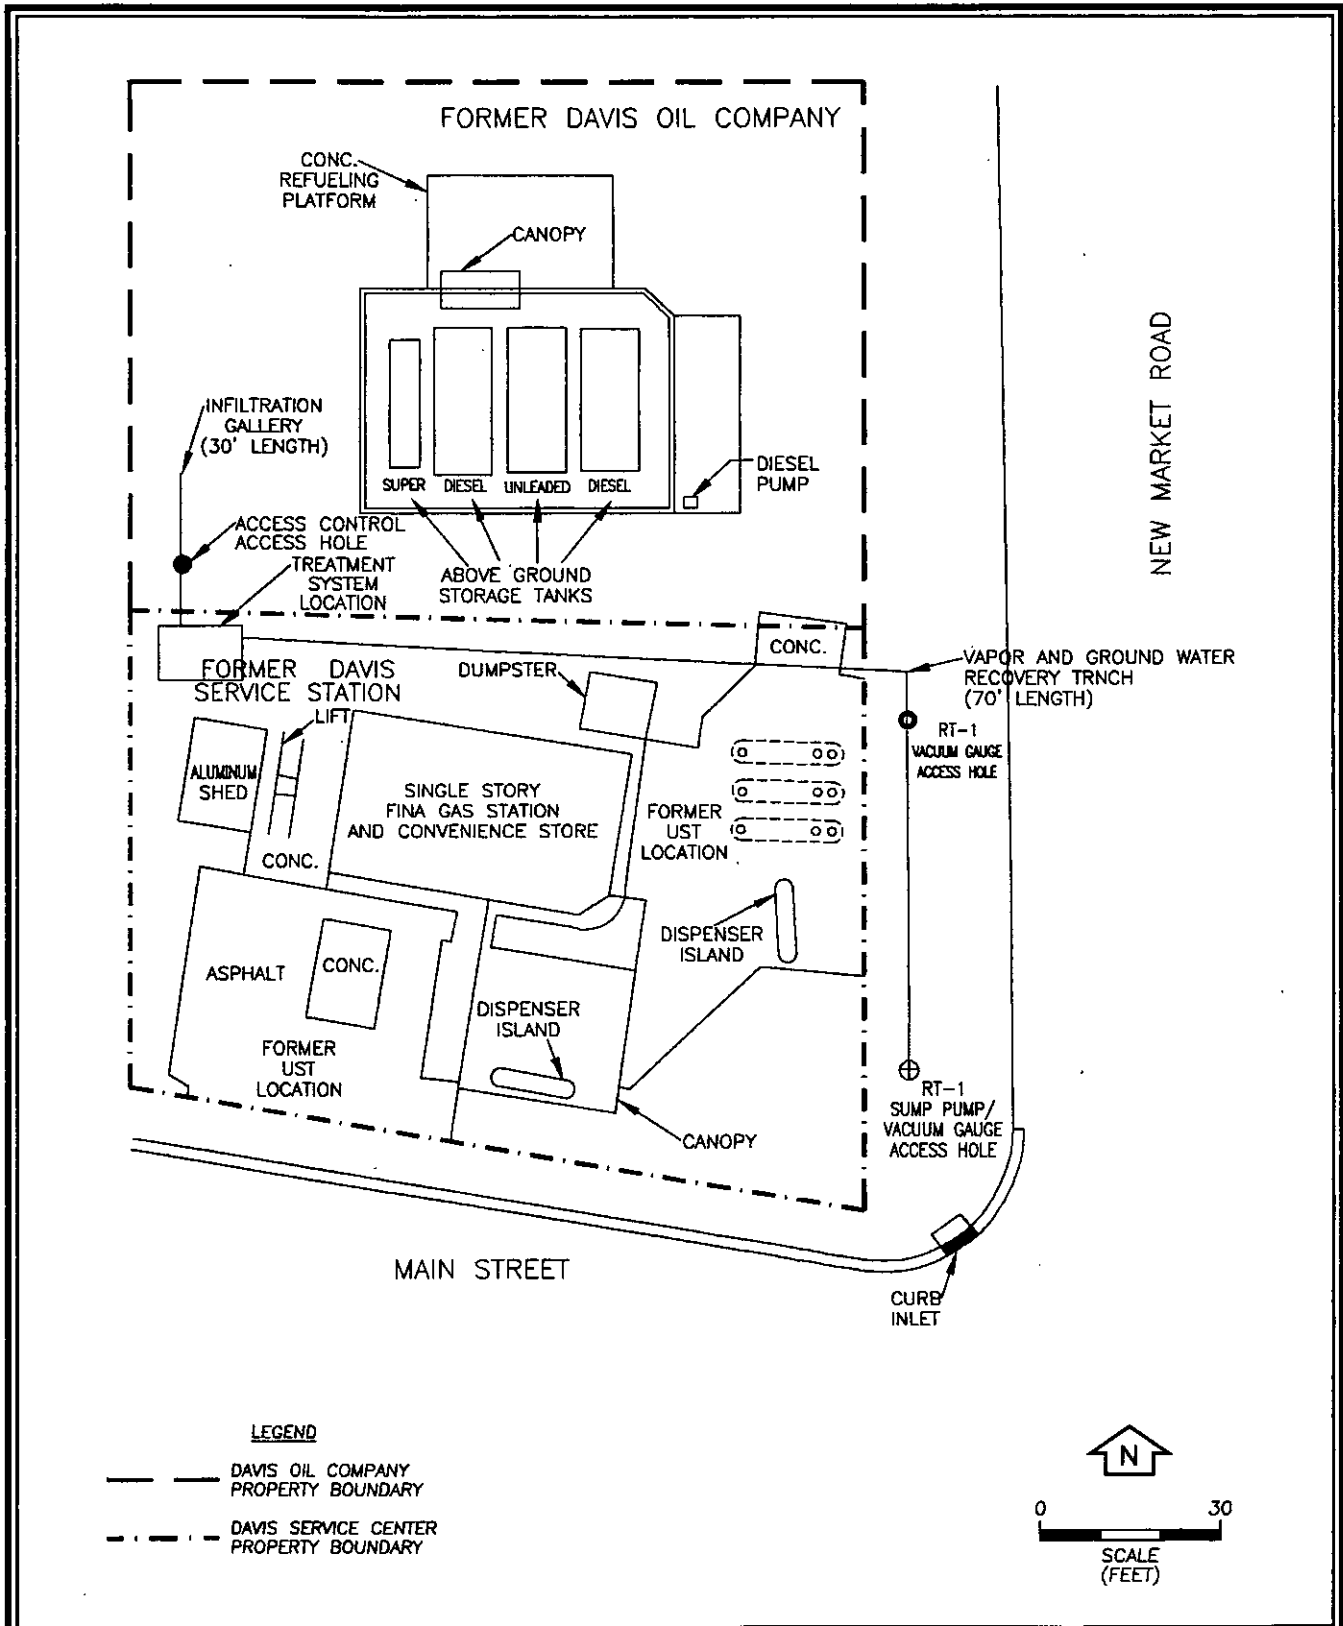 FORMER DAVIS OIL COMPANY
CONC.
REFUELING
PLATFORM
CANOPY
NEW MARKET ROAD
INFILTRATION
GALLERY
(30' LENGTH)
SUPER
DIESEL
UNLEADED
DIESEL
DIESEL
PUMP
ACCESS CONTROL
ACCESS HOLE
TREATMENT
SYSTEM
LOCATION
ABOVE GROUND
STORAGE TANKS
CONC.
VAPOR AND GROUND WATER
RECOVERY TRNCH
(70' LENGTH)
FORMER DAVIS
SERVICE STATION
DUMPSTER
LIFT
RT-1
VACUUM GAUGE
ACCESS HOLE
ALUMINUM
SHED
SINGLE STORY
FINA GAS STATION
AND CONVENIENCE STORE
FORMER
UST
LOCATION
CONC.
DISPENSER
ISLAND
ASPHALT
CONC.
DISPENSER
ISLAND
FORMER
UST
LOCATION
RT-1
SUMP PUMP/
VACUUM GAUGE
ACCESS HOLE
CANOPY
MAIN STREET
CURB
INLET
LEGEND
DAVIS OIL COMPANY
PROPERTY BOUNDARY
DAVIS SERVICE CENTER
PROPERTY BOUNDARY
N
0 30
SCALE
(FEET)